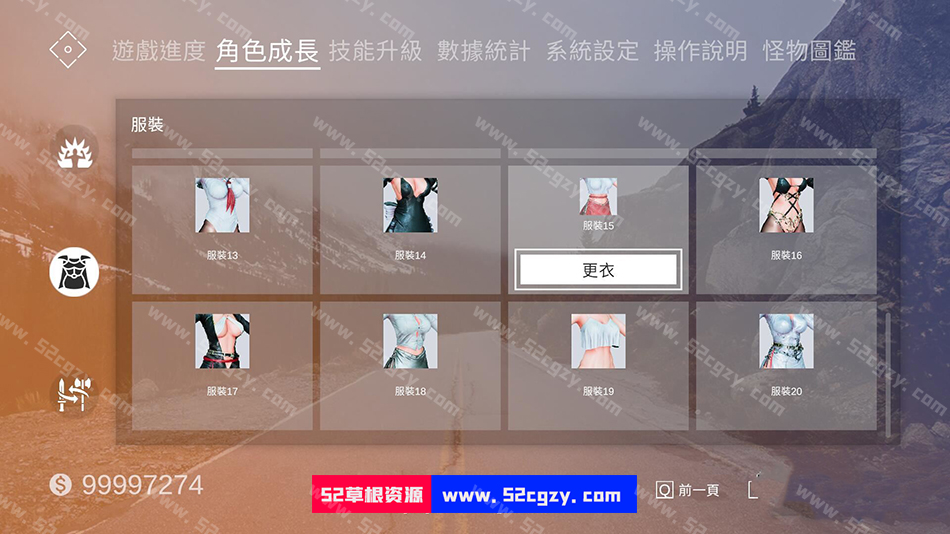 遊戲進度 角色成長 技能升級 數據統計 系統設定 操作說明 怪物圖鑑
服裝
服裝13 服裝14 服裝15 服裝16
更衣
服裝17 服裝18 服裝19 服裝20
$ 99997274
52草根资源 www.52cgzy.com
Q 前一頁
www.52cgzy.com